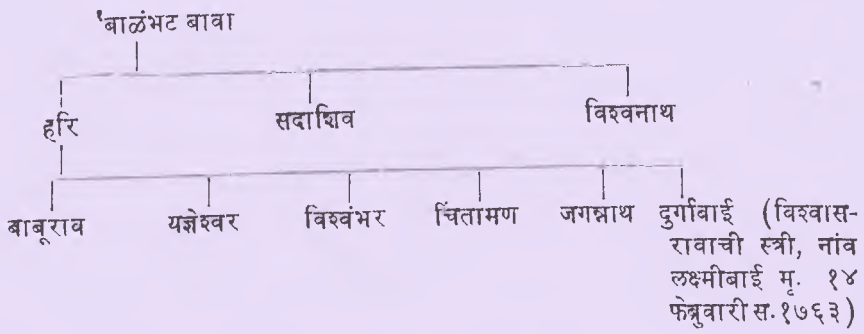 'बाळंभट बावा
हरि सदाशिव विश्वनाथ
बाबूराव यज्ञेश्वर विश्वंभर चिंतामण जगन्नाथ दुर्गाबाई (विश्वास-
रावाची स्त्री, नांव
लक्ष्मीबाई मृ. १४
फेब्रुवारी स. १७६३)